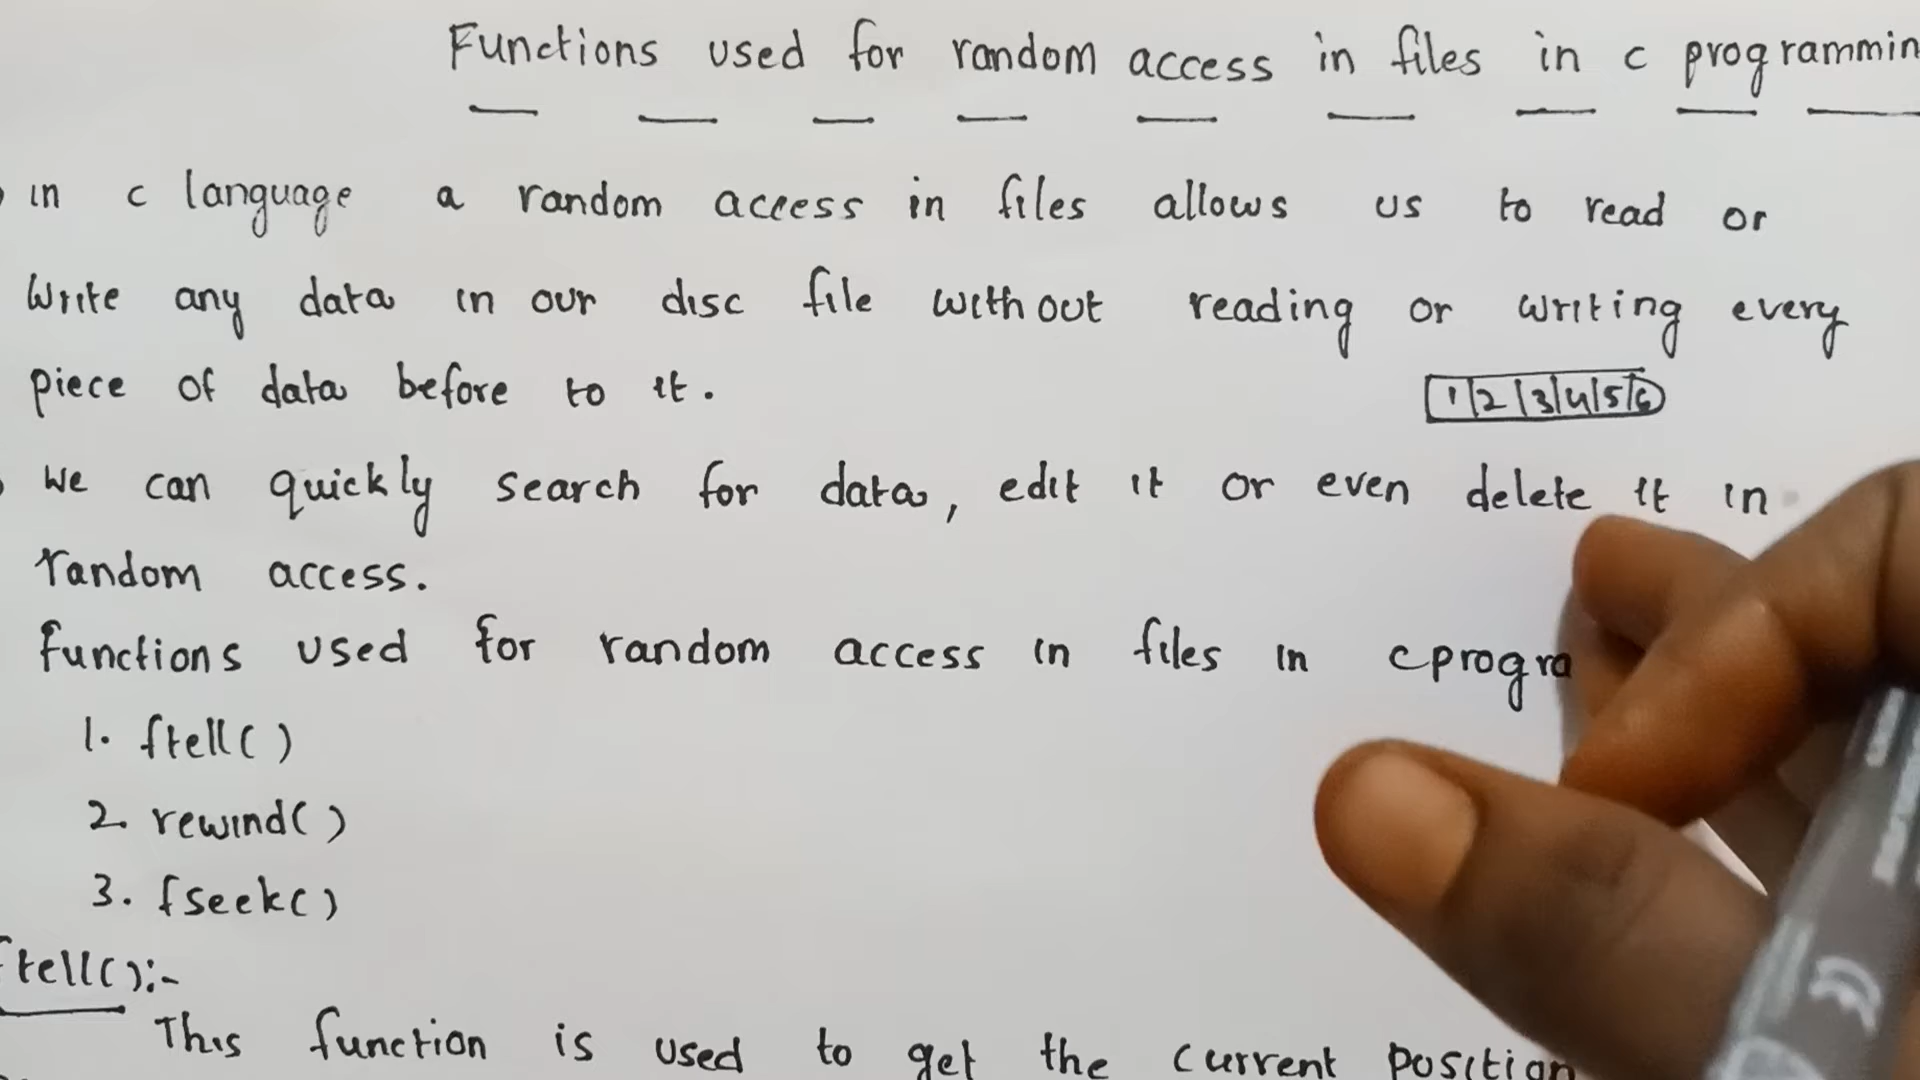 Functions used for random access in files in c programmin
in c language a random access in files allows us to read or
write any data in our disc file without reading or writing every
piece of data before to it.
1 2 3 4 5 6
we can quickly search for data, edit it or even delete it in
random access.
functions used for random access in files in cprogra
1. ftell()
2. rewind()
3. fseek()
ftell():-
This function is used to get the current position